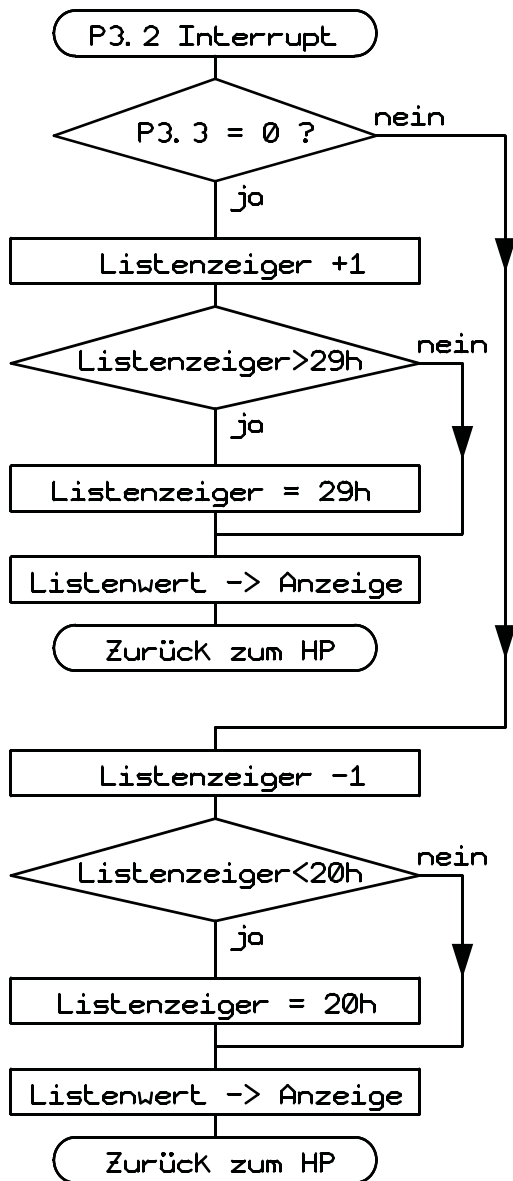 P3.2 Interrupt
P3.3 = 0 ?
nein
ja
Listenzeiger +1
Listenzeiger>29h
nein
ja
Listenzeiger = 29h
Listenwert -> Anzeige
Zurück zum HP
Listenzeiger -1
Listenzeiger<20h
nein
ja
Listenzeiger = 20h
Listenwert -> Anzeige
Zurück zum HP